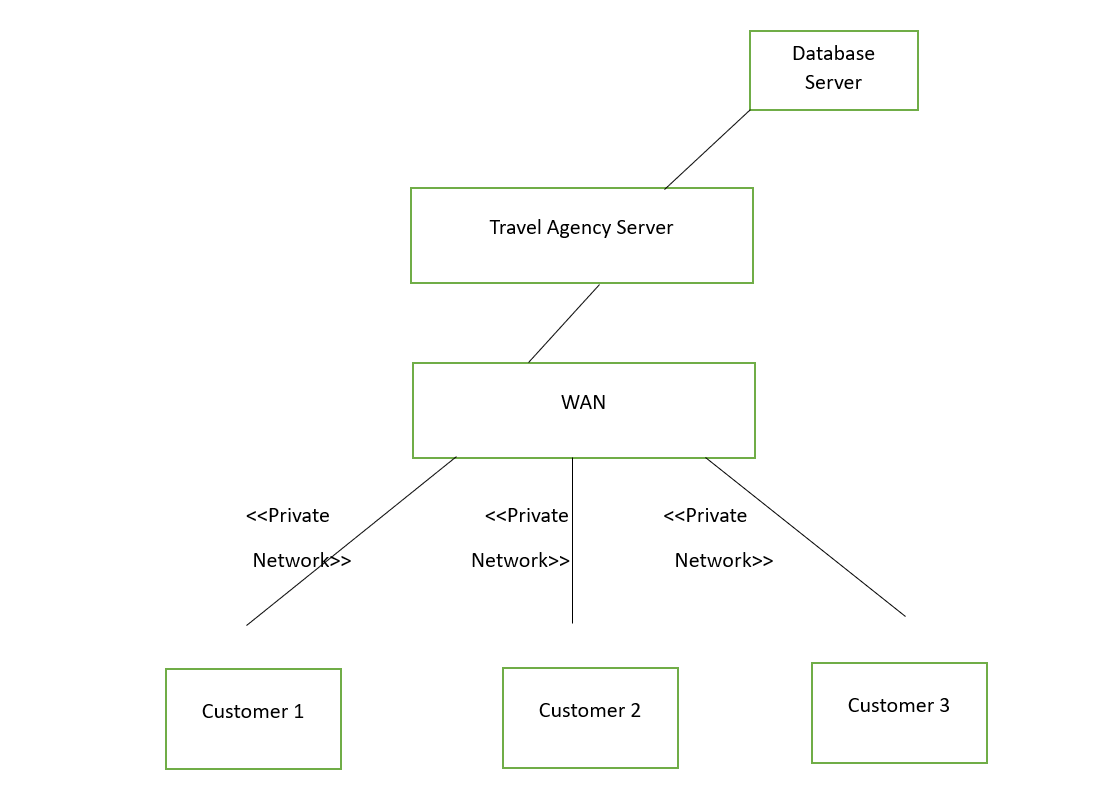 Database
Server
Travel Agency Server
WAN
<<Private
Network>>
<<Private
Network>>
<<Private
Network>>
Customer 1
Customer 2
Customer 3